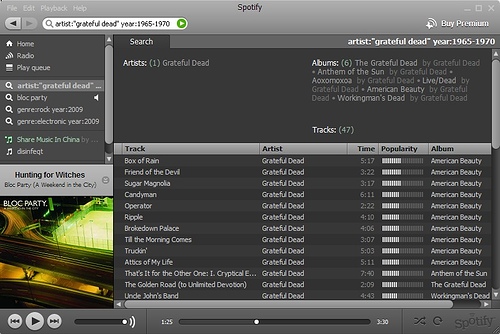 File Edit Playback Help
Spotify
artist:"grateful dead" year:1965-1970
Buy Premium
Home
Radio
Play queue
artist:"grateful dead" ...
bloc party
genre:rock year:2009
genre:electronic year:2009
Share Music In China by ...
disinfeqt
Hunting for Witches
Bloc Party (A Weekend in the City)
BLOC PARTY.
Search
artist:"grateful dead" year:1965-1970
Artists: (1) Grateful Dead
Albums: (6) The Grateful Dead by Grateful Dead
• Anthem of the Sun by Grateful Dead •
Aoxomoxoa by Grateful Dead • Live/Dead by
Grateful Dead • American Beauty by Grateful
Dead • Workingman's Dead by Grateful Dead
Tracks: (47)
Track Artist Time Popularity Album
Box of Rain Grateful Dead 5:17 American Beauty
Friend of the Devil Grateful Dead 3:22 American Beauty
Sugar Magnolia Grateful Dead 3:17 American Beauty
Candyman Grateful Dead 6:11 American Beauty
Operator Grateful Dead 2:22 American Beauty
Ripple Grateful Dead 4:10 American Beauty
Brokedown Palace Grateful Dead 4:06 American Beauty
Till the Morning Comes Grateful Dead 3:07 American Beauty
Truckin' Grateful Dead 5:03 American Beauty
Attics of My Life Grateful Dead 5:11 American Beauty
That's It for the Other One: I. Cryptical E... Grateful Dead 7:40 Anthem of the Sun
The Golden Road (to Unlimited Devotion) Grateful Dead 2:09 The Grateful Dead
Unde John's Band Grateful Dead 4:43 Workingman's Dead
1:25
3:30
Spotify